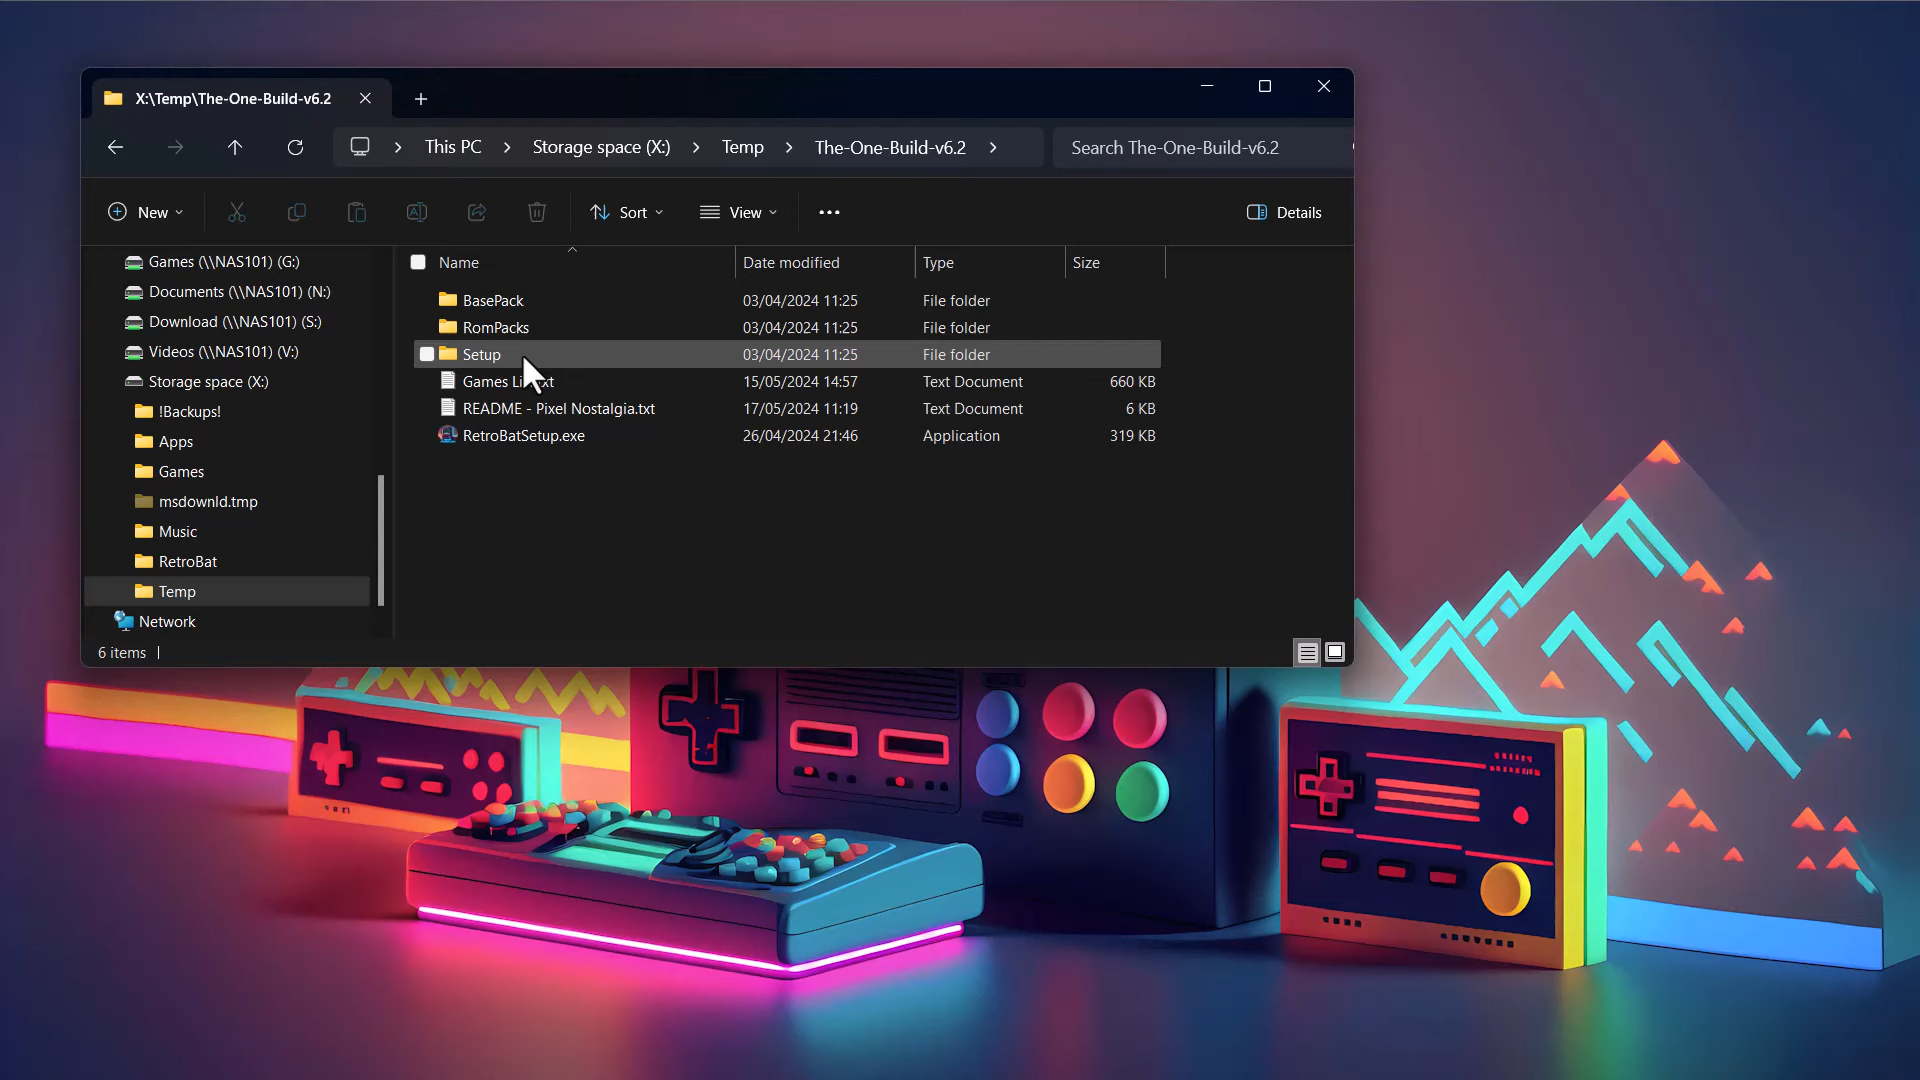 X:\Temp\The-One-Build-v6.2
This PC > Storage space (X:) > Temp > The-One-Build-v6.2 >
Search The-One-Build-v6.2
New
Sort
View
Details
Games (\\NAS101) (G:)
Documents (\\NAS101) (N:)
Download (\\NAS101) (S:)
Videos (\\NAS101) (V:)
Storage space (X:)
!Backups!
Apps
Games
msdownld.tmp
Music
RetroBat
Temp
Network
Name Date modified Type Size
BasePack 03/04/2024 11:25 File folder
RomPacks 03/04/2024 11:25 File folder
Setup 03/04/2024 11:25 File folder
Games 15/05/2024 14:57 Text Document 660 KB
README - Pixel Nostalgia.txt 17/05/2024 11:19 Text Document 6 KB
RetroBatSetup.exe 26/04/2024 21:46 Application 319 KB
6 items